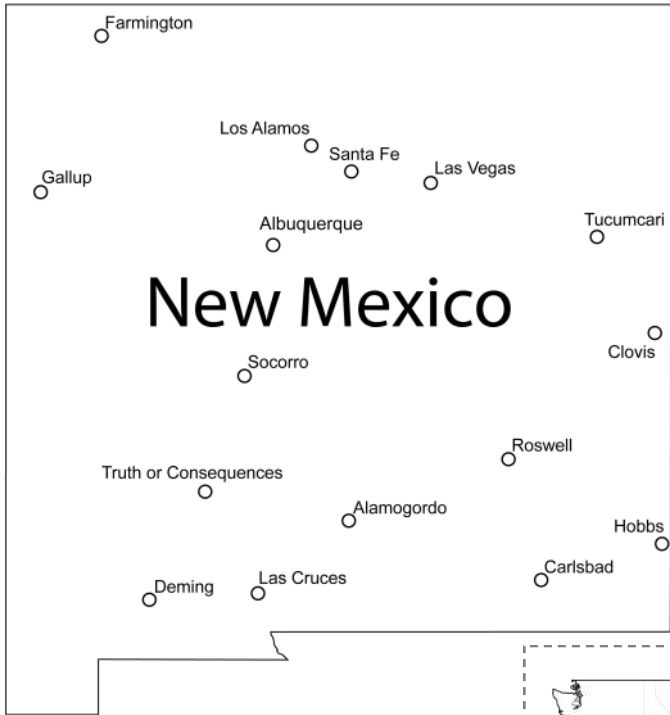 Farmington
Los Alamos
Santa Fe
Las Vegas
Gallup
Albuquerque
Tucumcari
New Mexico
Clovis
Socorro
Roswell
Truth or Consequences
Alamogordo
Hobbs
Carlsbad
Las Cruces
Deming